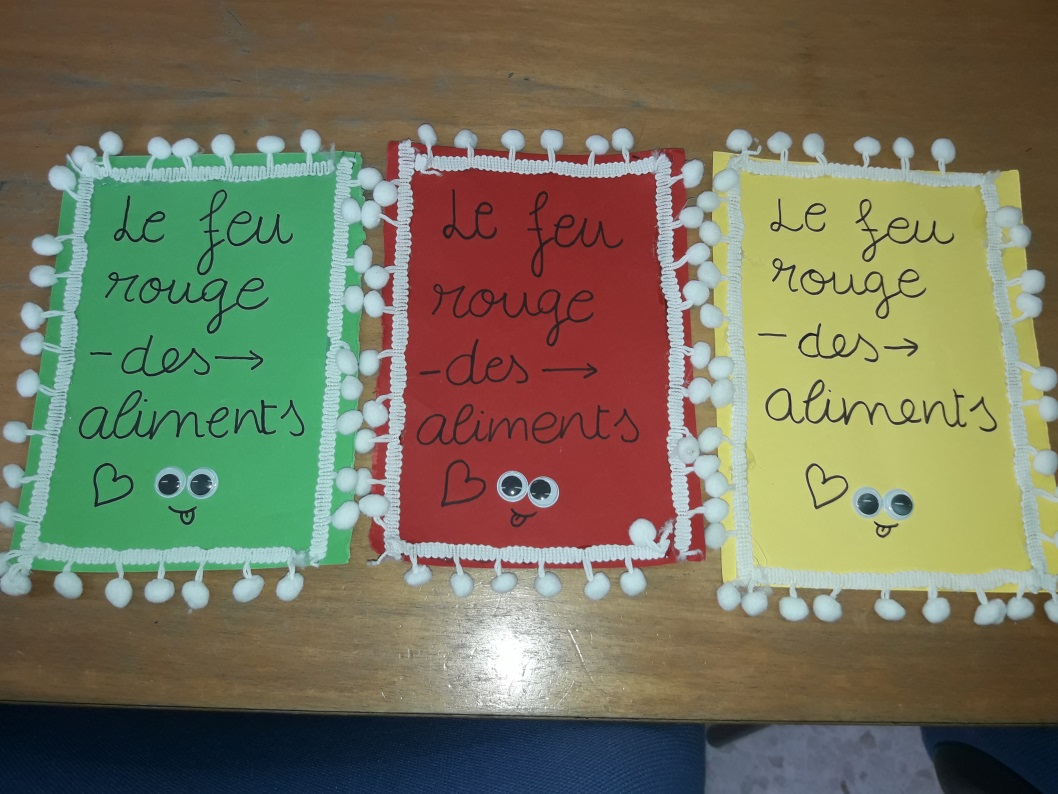 Le feu
rouge
-des→
aliments
♡
Le feu
rouge
-des→
aliments
♡
Le feu
rouge
-des→
aliments
♡